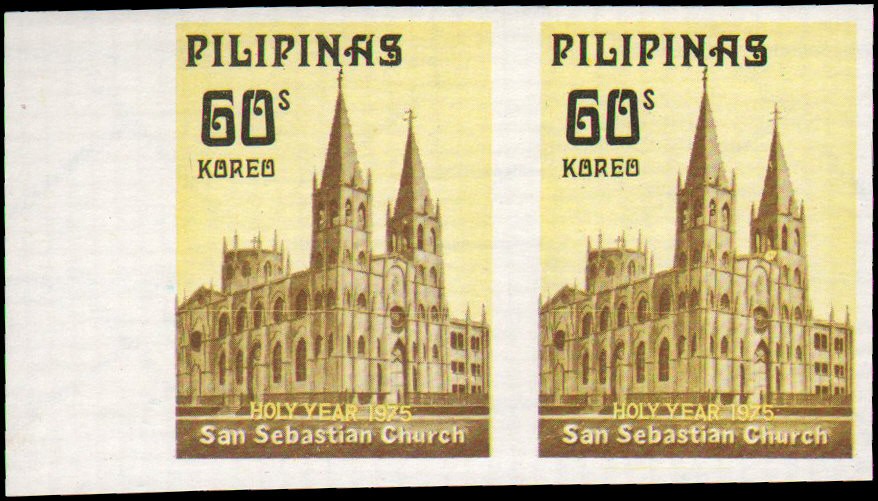 PILIPINAS
60s
KOREO
HOLY YEAR 1975
San Sebastian Church
PILIPINAS
60s
KOREO
HOLY YEAR 1975
San Sebastian Church